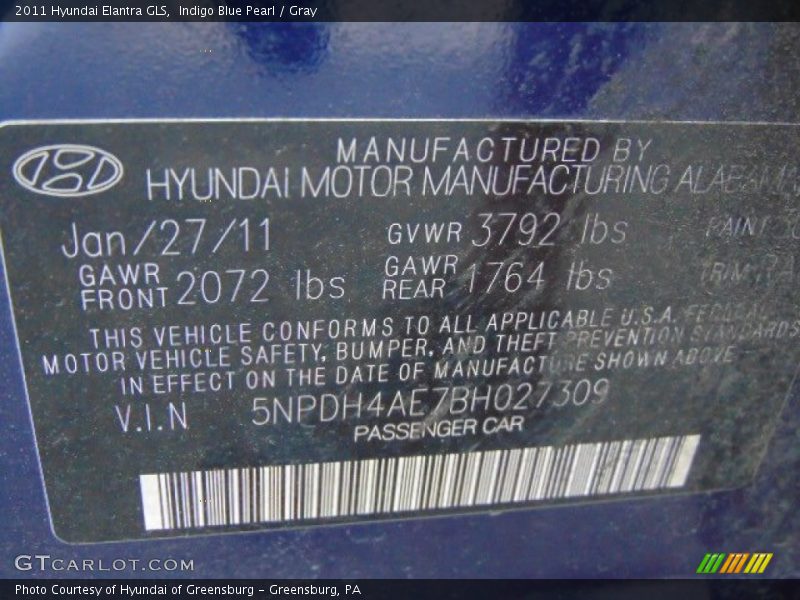 2011 Hyundai Elantra GLS, Indigo Blue Pearl / Gray
MANUFACTURED BY
HYUNDAI MOTOR MANUFACTURING ALABAMA
Jan/27/11 GVWR 3792 lbs PAINT
GAWR FRONT 2072 lbs GAWR REAR 1764 lbs TRIM
THIS VEHICLE CONFORMS TO ALL APPLICABLE U.S.A. FEDERAL
MOTOR VEHICLE SAFETY, BUMPER, AND THEFT PREVENTION STANDARDS
IN EFFECT ON THE DATE OF MANUFACTURE SHOWN ABOVE
V.I.N 5NPDH4AE7BH027309
PASSENGER CAR
GTCARLOT.COM
Photo Courtesy of Hyundai of Greensburg - Greensburg, PA